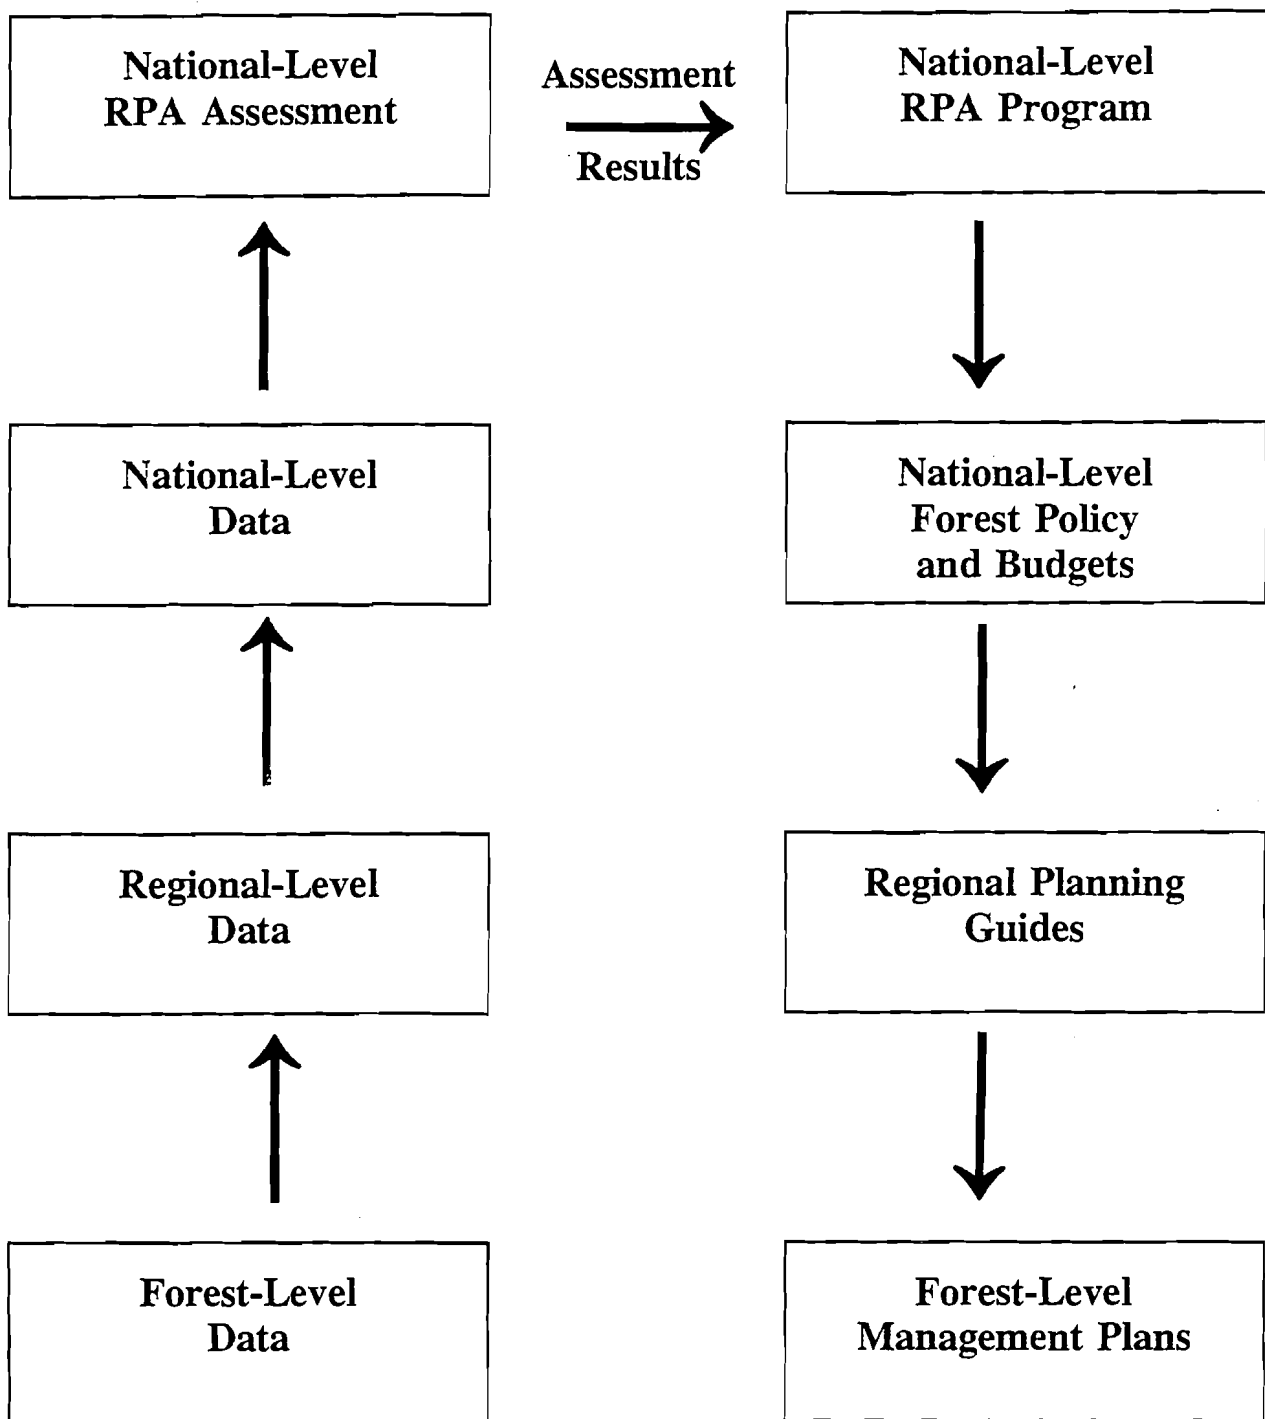 National-Level
RPA Assessment
Assessment
Results
National-Level
RPA Program
National-Level
Data
National-Level
Forest Policy
and Budgets
Regional-Level
Data
Regional Planning
Guides
Forest-Level
Data
Forest-Level
Management Plans